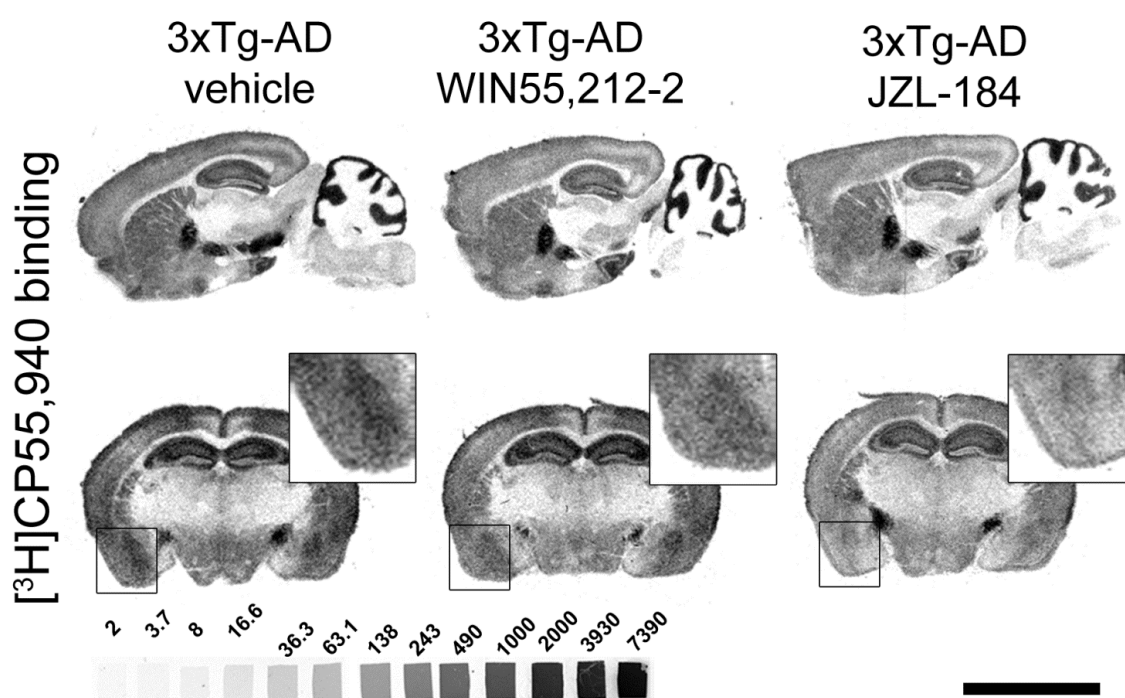 3xTg-AD
vehicle
3xTg-AD
WIN55,212-2
3xTg-AD
JZL-184
[³H]CP55,940 binding
2 3.7 8 16.6 36.3 63.1 138 243 490 1000 2000 3930 7390